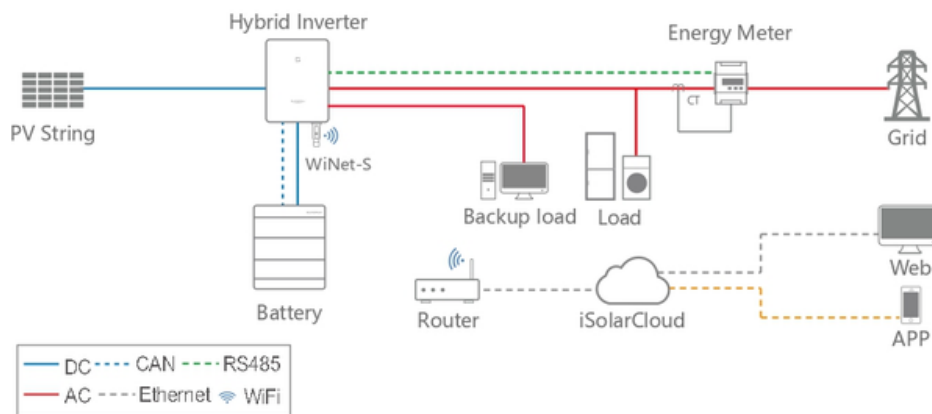 Hybrid Inverter
Energy Meter
CT
PV String
Grid
WiNet-S
Backup load
Load
Battery
Router
iSolarCloud
Web
APP
DC CAN RS485
AC Ethernet WiFi